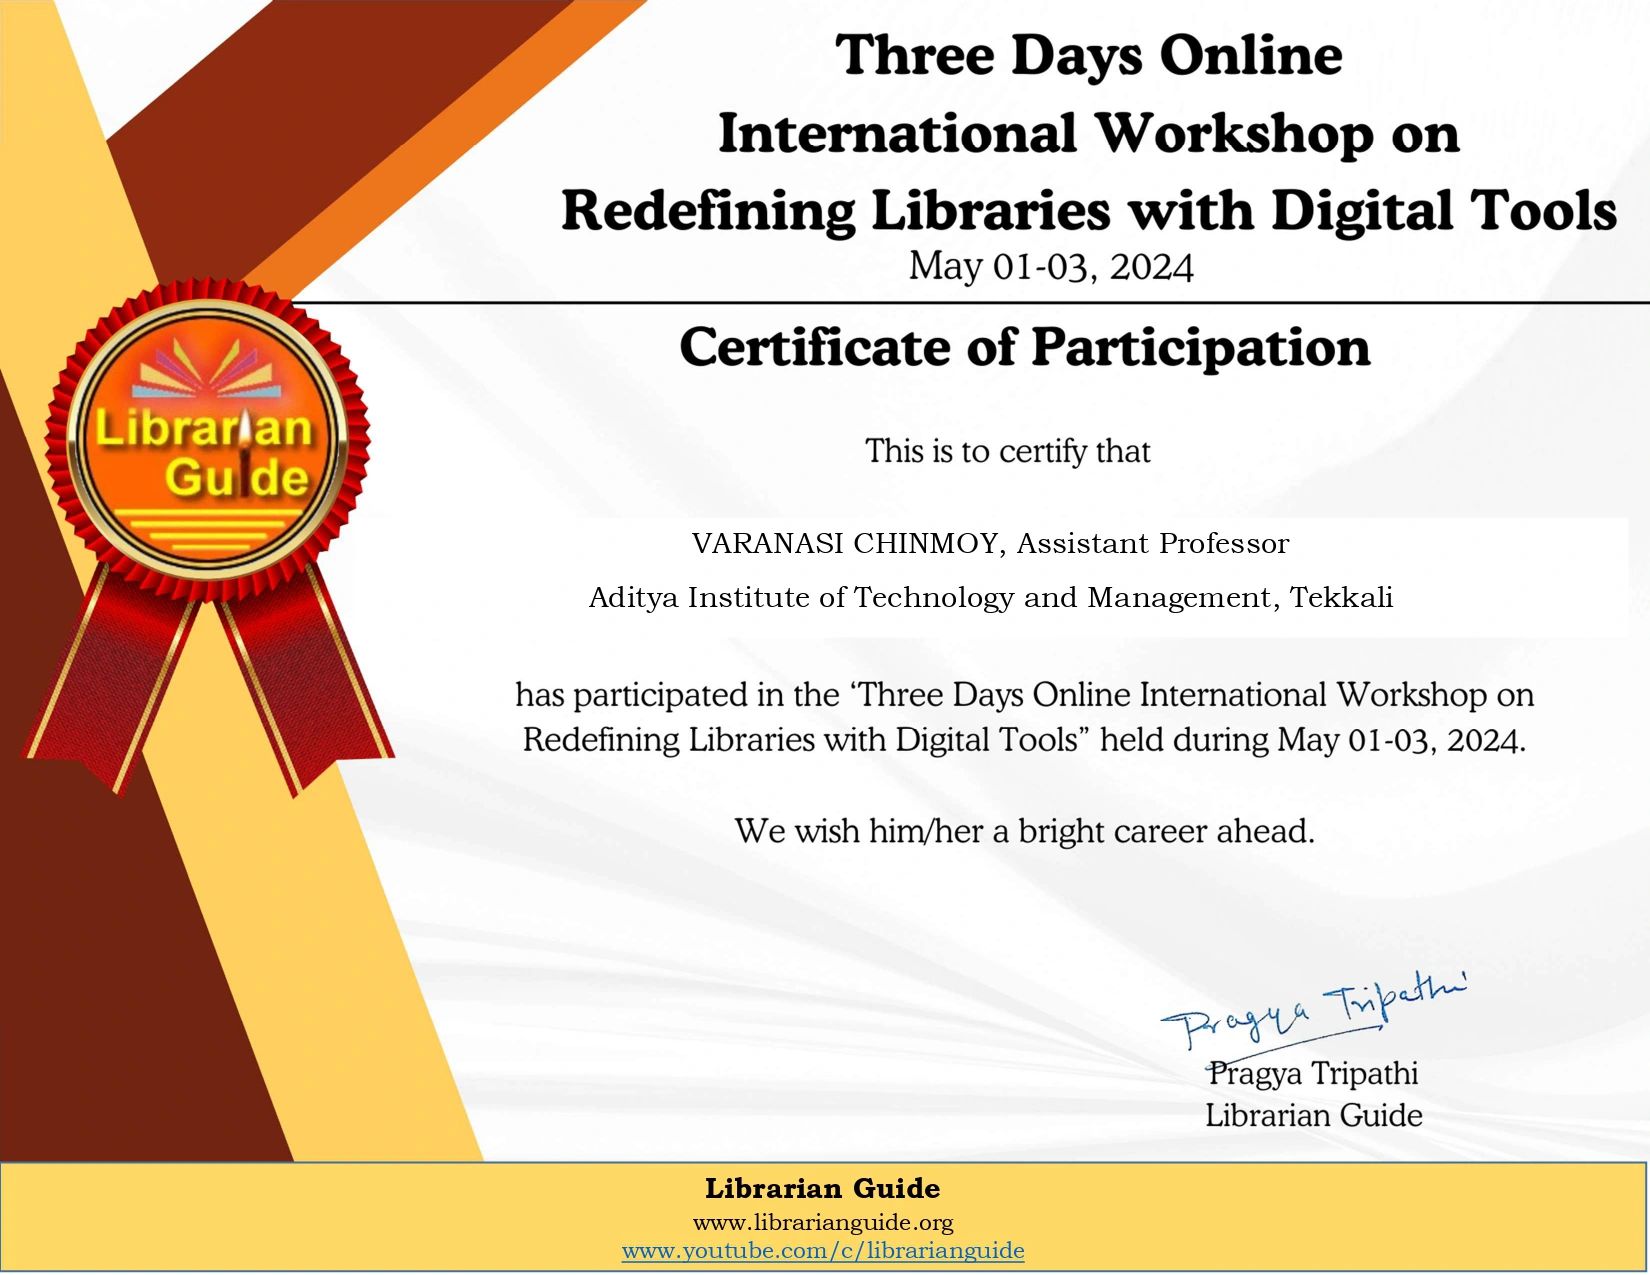 Three Days Online
International Workshop on
Redefining Libraries with Digital Tools
May 01-03, 2024
Certificate of Participation
Librarian
Guide
This is to certify that
VARANASI CHINMOY, Assistant Professor
Aditya Institute of Technology and Management, Tekkali
has participated in the ‘Three Days Online International Workshop on
Redefining Libraries with Digital Tools” held during May 01-03, 2024.
We wish him/her a bright career ahead.
Pragya Tripathi
Pragya Tripathi
Librarian Guide
Librarian Guide
www.librarianguide.org
www.youtube.com/c/librarianguide